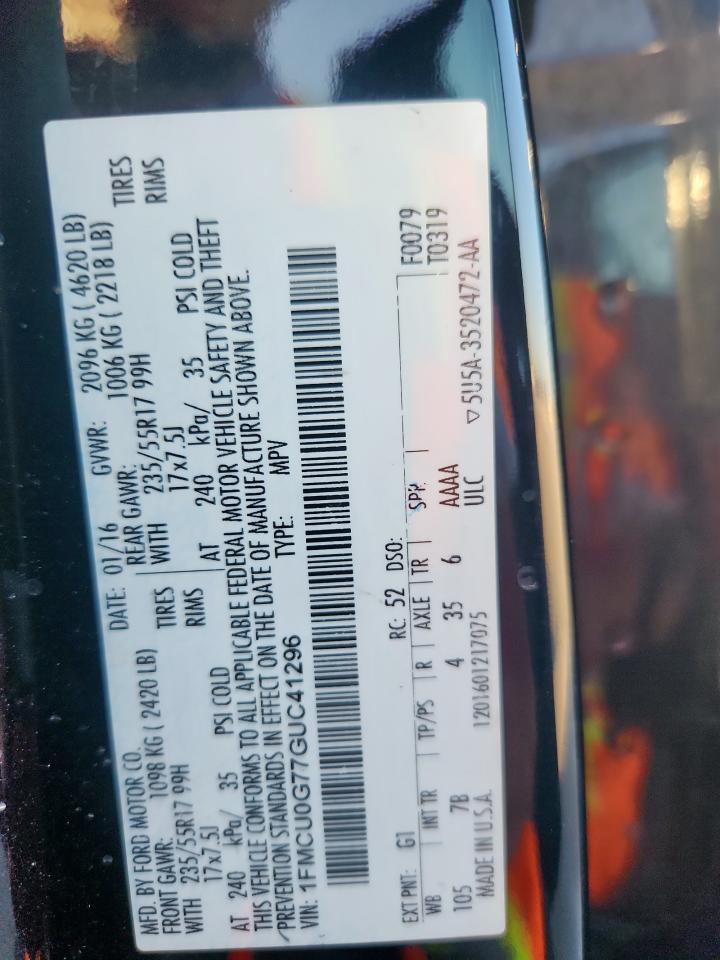 MFD. BY FORD MOTOR CO. DATE: 01/16 GVWR: 2096 KG ( 4620 LB)
FRONT GAWR: 1098 KG ( 2420 LB) REAR GAWR: 1006 KG ( 2218 LB)
WITH 235/55R17 99H TIRES WITH 235/55R17 99H TIRES
17x7.5J RIMS 17x7.5J RIMS
AT 240 kPa/ 35 PSI COLD AT 240 kPa/ 35 PSI COLD
THIS VEHICLE CONFORMS TO ALL APPLICABLE FEDERAL MOTOR VEHICLE SAFETY AND THEFT
PREVENTION STANDARDS IN EFFECT ON THE DATE OF MANUFACTURE SHOWN ABOVE.
VIN: 1FMCU0G77GUC41296 TYPE: MPV
EXT PNT: G1 RC: 52 DSO: F0079
WB INT TR TP/PS R AXLE TR SPR T0319
105 7B 4 35 6 AAAA
MADE IN U.S.A. 1201601217075 ULC ▽5U5A-3520472-AA